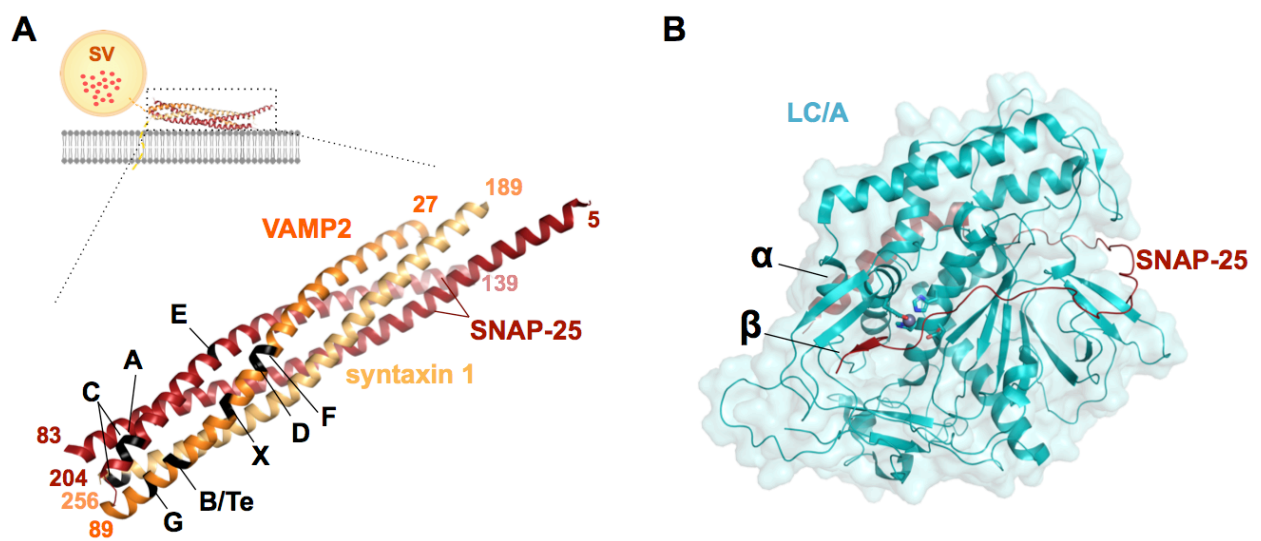 A
SV
VAMP2
27
189
5
139
SNAP-25
syntaxin 1
E
A
C
F
D
X
83
204
256
89
G
B/Te
B
LC/A
α
SNAP-25
β